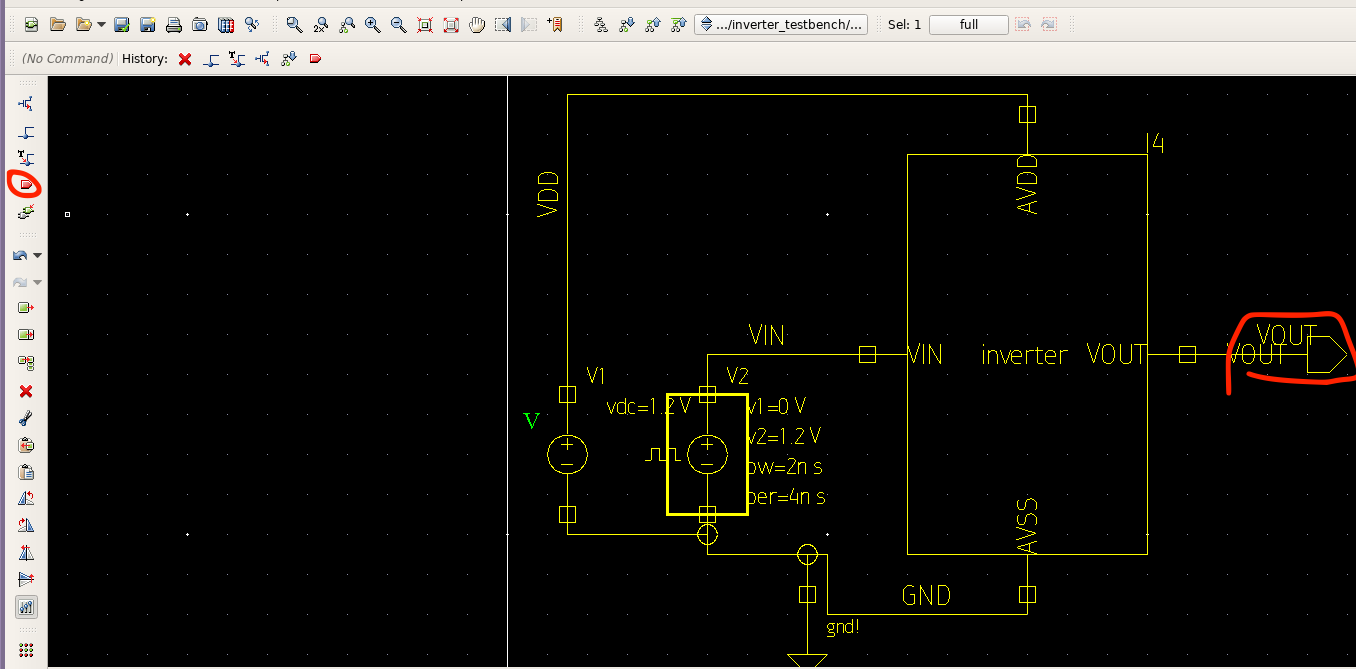 .../inverter_testbench/... Sel: 1 full
(No Command) History:
VDD
AVDD
I4
VIN
VIN
inverter
VOUT
VOUT
VOUT
V1
V2
vdc=1.2 V
v1=0 V
V
v2=1.2 V
pw=2n s
per=4n s
AVSS
GND
gnd!